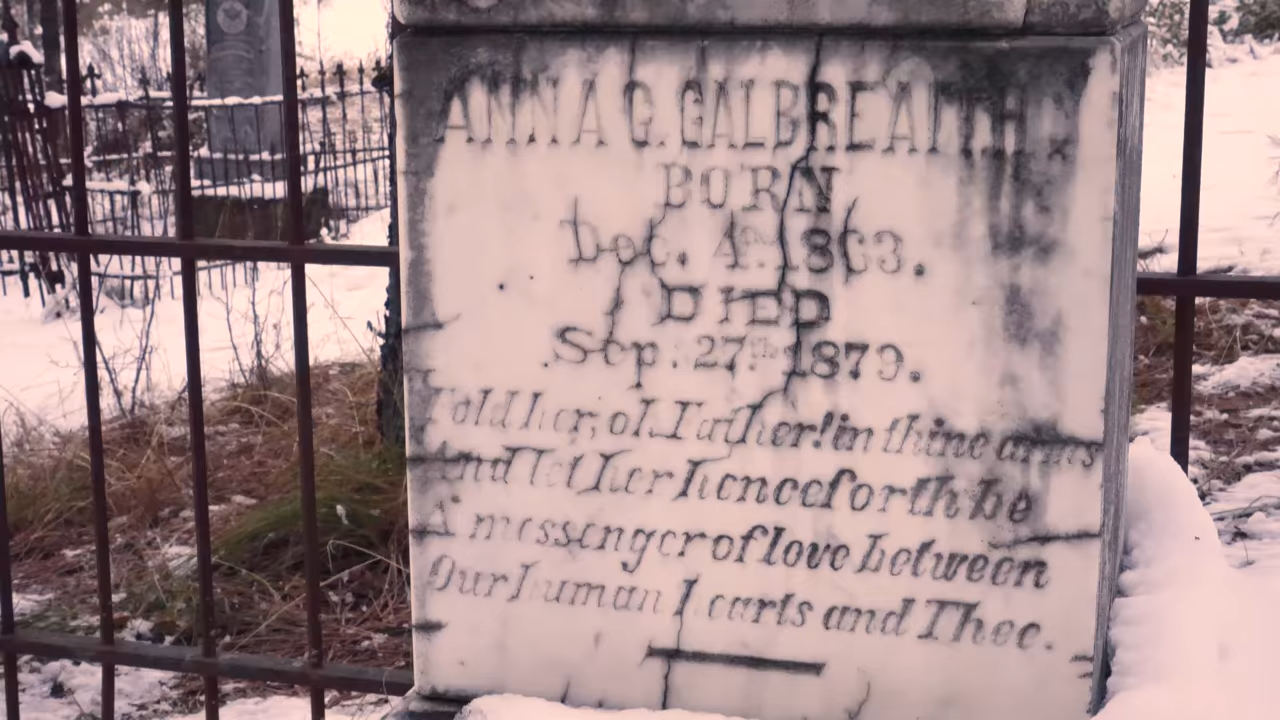 ANNA G. GALBREAITH.
BORN
Dec. 4th 1863.
DIED
Sep. 27th 1879.
Fold her, oh Father! in thine arms
And let her henceforth be
A messenger of love between
Our human hearts and Thee.